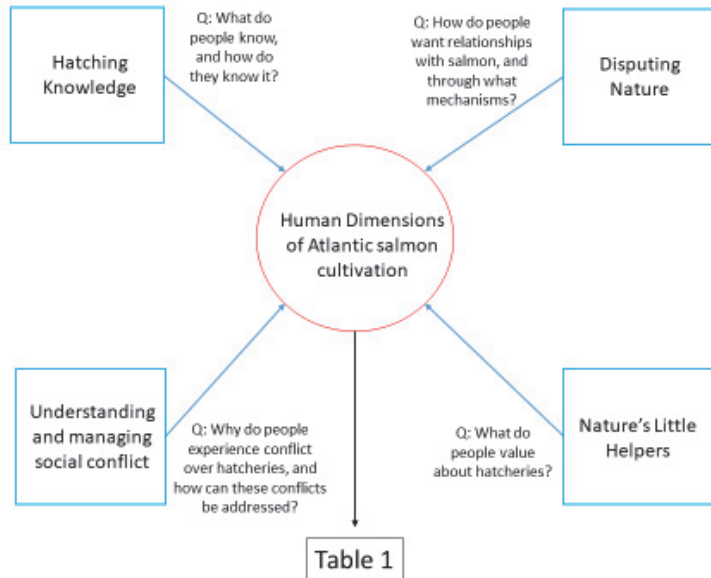 Hatching
Knowledge
Q: What do
people know,
and how do
they know it?
Q: How do people
want relationships
with salmon, and
through what
mechanisms?
Disputing
Nature
Human Dimensions
of Atlantic salmon
cultivation
Understanding
and managing
social conflict
Q: Why do people
experience conflict
over hatcheries, and
how can these conflicts
be addressed?
Q: What do
people value
about hatcheries?
Nature’s Little
Helpers
Table 1